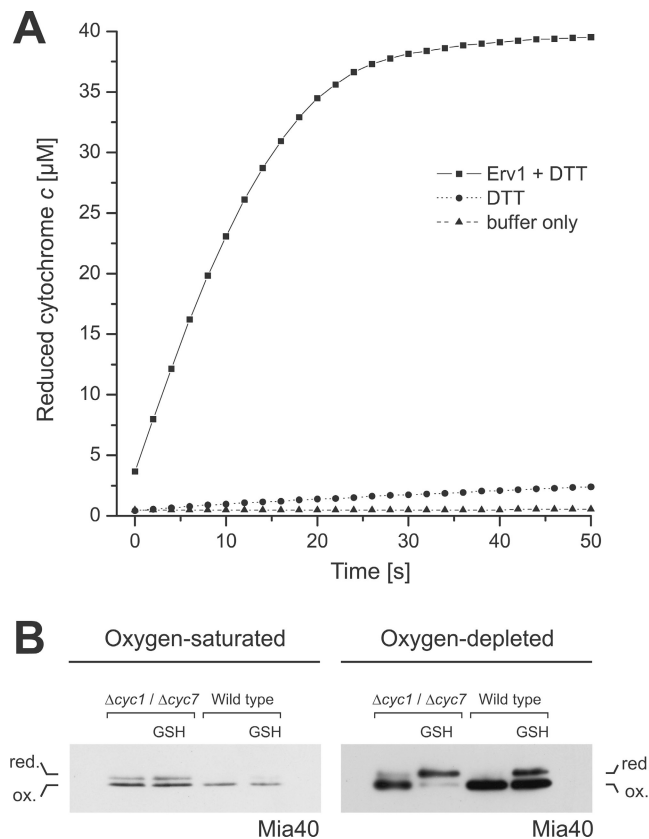 A
Reduced cytochrome c [µM]
40
35
30
25
20
15
10
5
0
Erv1 + DTT
DTT
buffer only
0 10 20 30 40 50
Time [s]
B
Oxygen-saturated Oxygen-depleted
Δcyc1 / Δcyc7 Wild type Δcyc1 / Δcyc7 Wild type
GSH GSH GSH GSH
red. red
ox. ox.
Mia40 Mia40